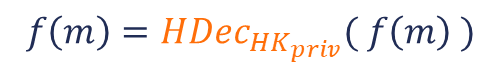 f(m) = HDec_{HK_{priv}}( f(m) )